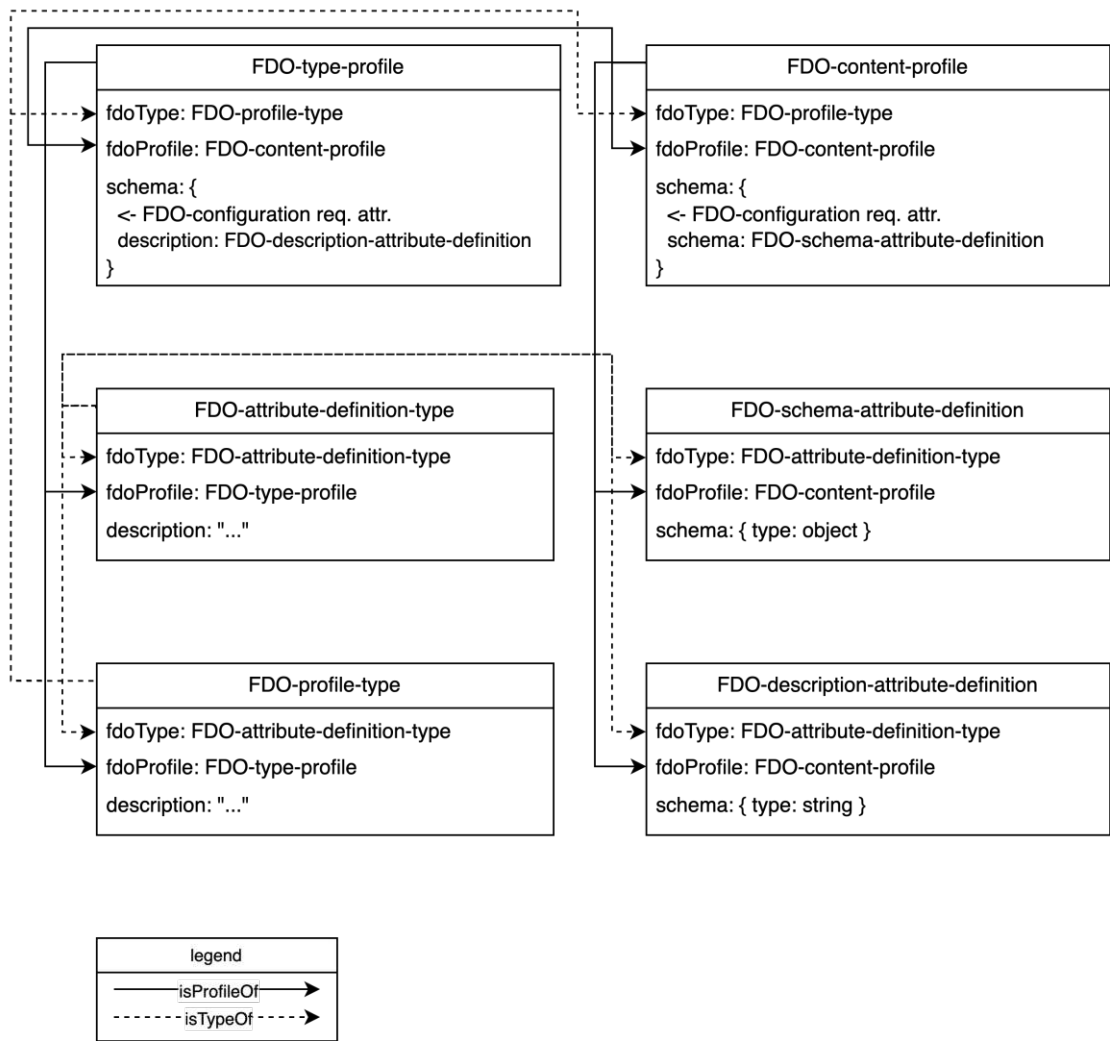 FDO-type-profile
fdoType: FDO-profile-type
fdoProfile: FDO-content-profile
schema: {
<- FDO-configuration req. attr.
description: FDO-description-attribute-definition
}
FDO-content-profile
fdoType: FDO-profile-type
fdoProfile: FDO-content-profile
schema: {
<- FDO-configuration req. attr.
schema: FDO-schema-attribute-definition
}
FDO-attribute-definition-type
fdoType: FDO-attribute-definition-type
fdoProfile: FDO-type-profile
description: "..."
FDO-schema-attribute-definition
fdoType: FDO-attribute-definition-type
fdoProfile: FDO-content-profile
schema: { type: object }
FDO-profile-type
fdoType: FDO-attribute-definition-type
fdoProfile: FDO-type-profile
description: "..."
FDO-description-attribute-definition
fdoType: FDO-attribute-definition-type
fdoProfile: FDO-content-profile
schema: { type: string }
legend
isProfileOf
isTypeOf